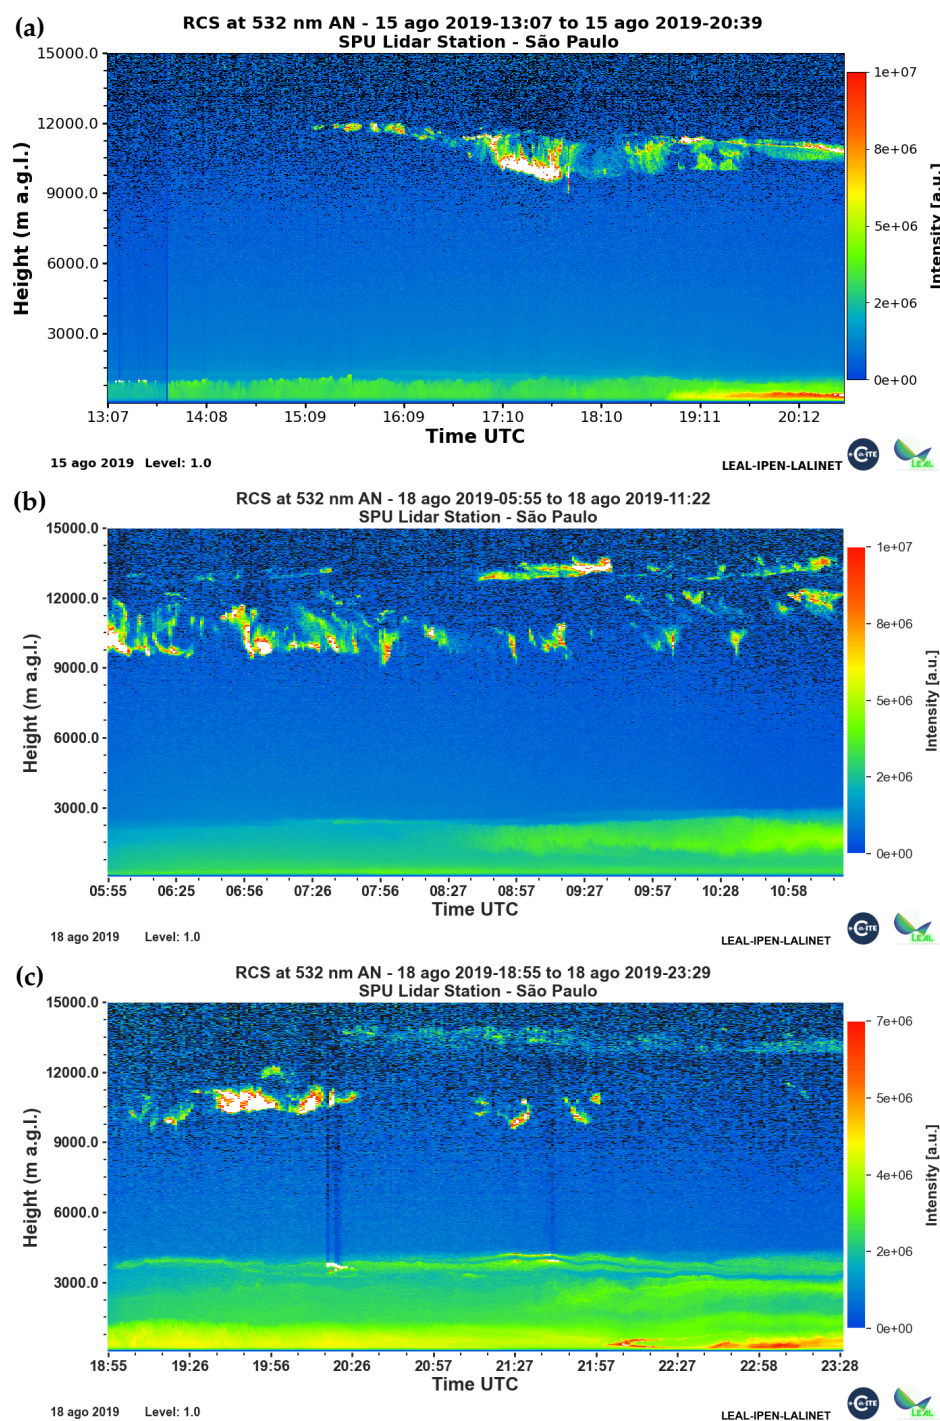 (a)
RCS at 532 nm AN - 15 ago 2019-13:07 to 15 ago 2019-20:39
SPU Lidar Station - São Paulo
15000.0
12000.0
9000.0
6000.0
3000.0
Height (m a.g.l.)
13:07 14:08 15:09 16:09 17:10 18:10 19:11 20:12
Time UTC
1e+07
8e+06
5e+06
2e+06
0e+00
Intensity [a.u.]
15 ago 2019 Level: 1.0
LEAL-IPEN-LALINET
LEAL
(b)
RCS at 532 nm AN - 18 ago 2019-05:55 to 18 ago 2019-11:22
SPU Lidar Station - São Paulo
15000.0
12000.0
9000.0
6000.0
3000.0
Height (m a.g.l.)
05:55 06:25 06:56 07:26 07:56 08:27 08:57 09:27 09:57 10:28 10:58
Time UTC
1e+07
8e+06
5e+06
2e+06
0e+00
Intensity [a.u.]
18 ago 2019 Level: 1.0
LEAL-IPEN-LALINET
LEAL
(c)
RCS at 532 nm AN - 18 ago 2019-18:55 to 18 ago 2019-23:29
SPU Lidar Station - São Paulo
15000.0
12000.0
9000.0
6000.0
3000.0
Height (m a.g.l.)
18:55 19:26 19:56 20:26 20:57 21:27 21:57 22:27 22:58 23:28
Time UTC
7e+06
5e+06
4e+06
2e+06
0e+00
Intensity [a.u.]
18 ago 2019 Level: 1.0
LEAL-IPEN-LALINET
LEAL